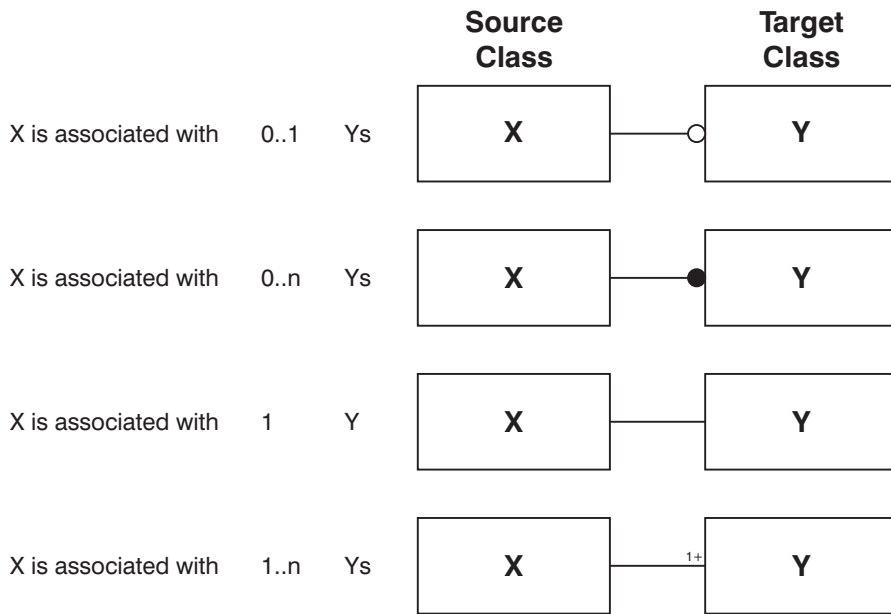 Source Class Target Class
X is associated with 0..1 Ys X Y
X is associated with 0..n Ys X Y
X is associated with 1 Y X Y
X is associated with 1..n Ys X 1+ Y